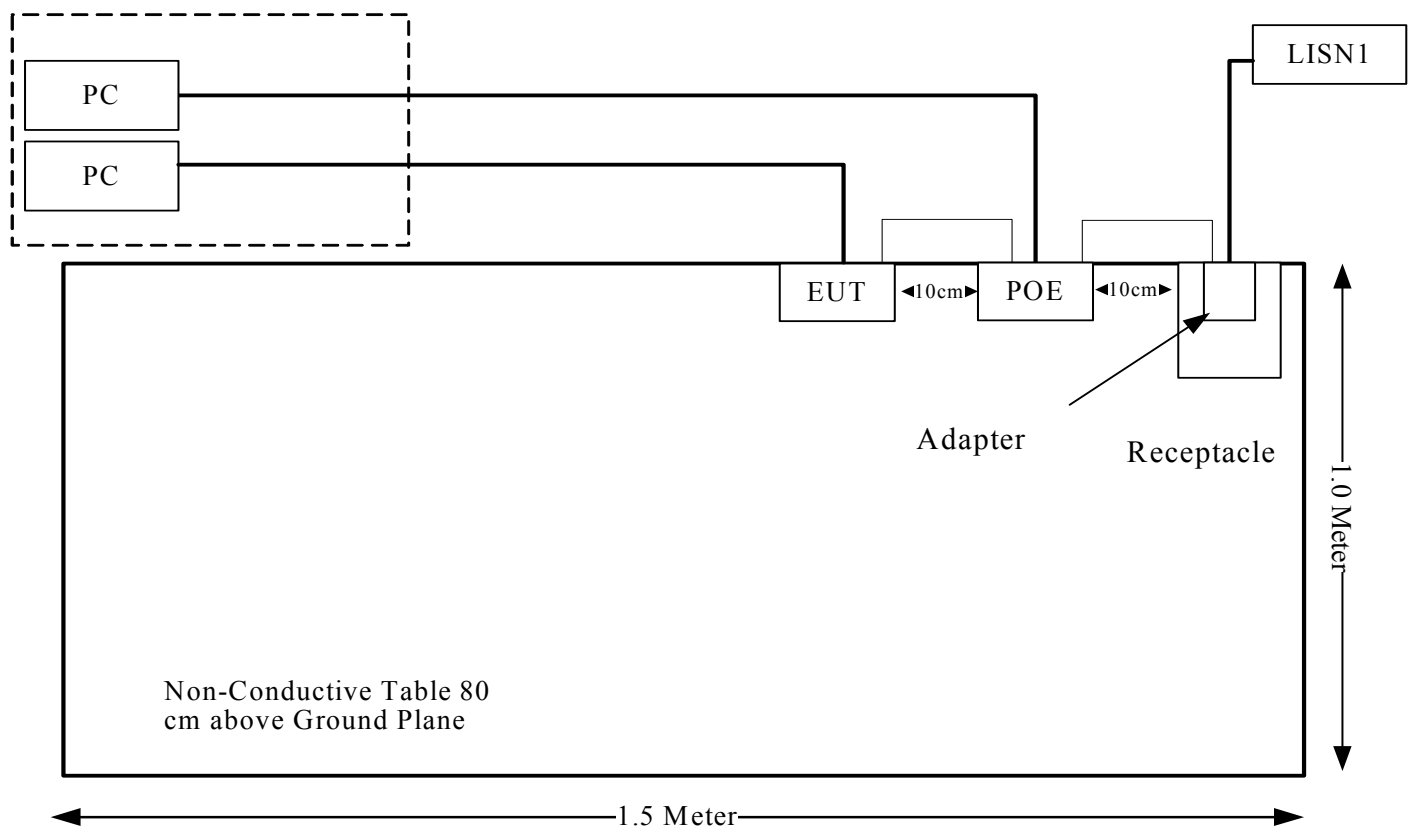 LISN1
PC
PC
EUT
10cm
POE
10cm
Adapter
Receptacle
1.0 Meter
Non-Conductive Table 80
cm above Ground Plane
1.5 Meter